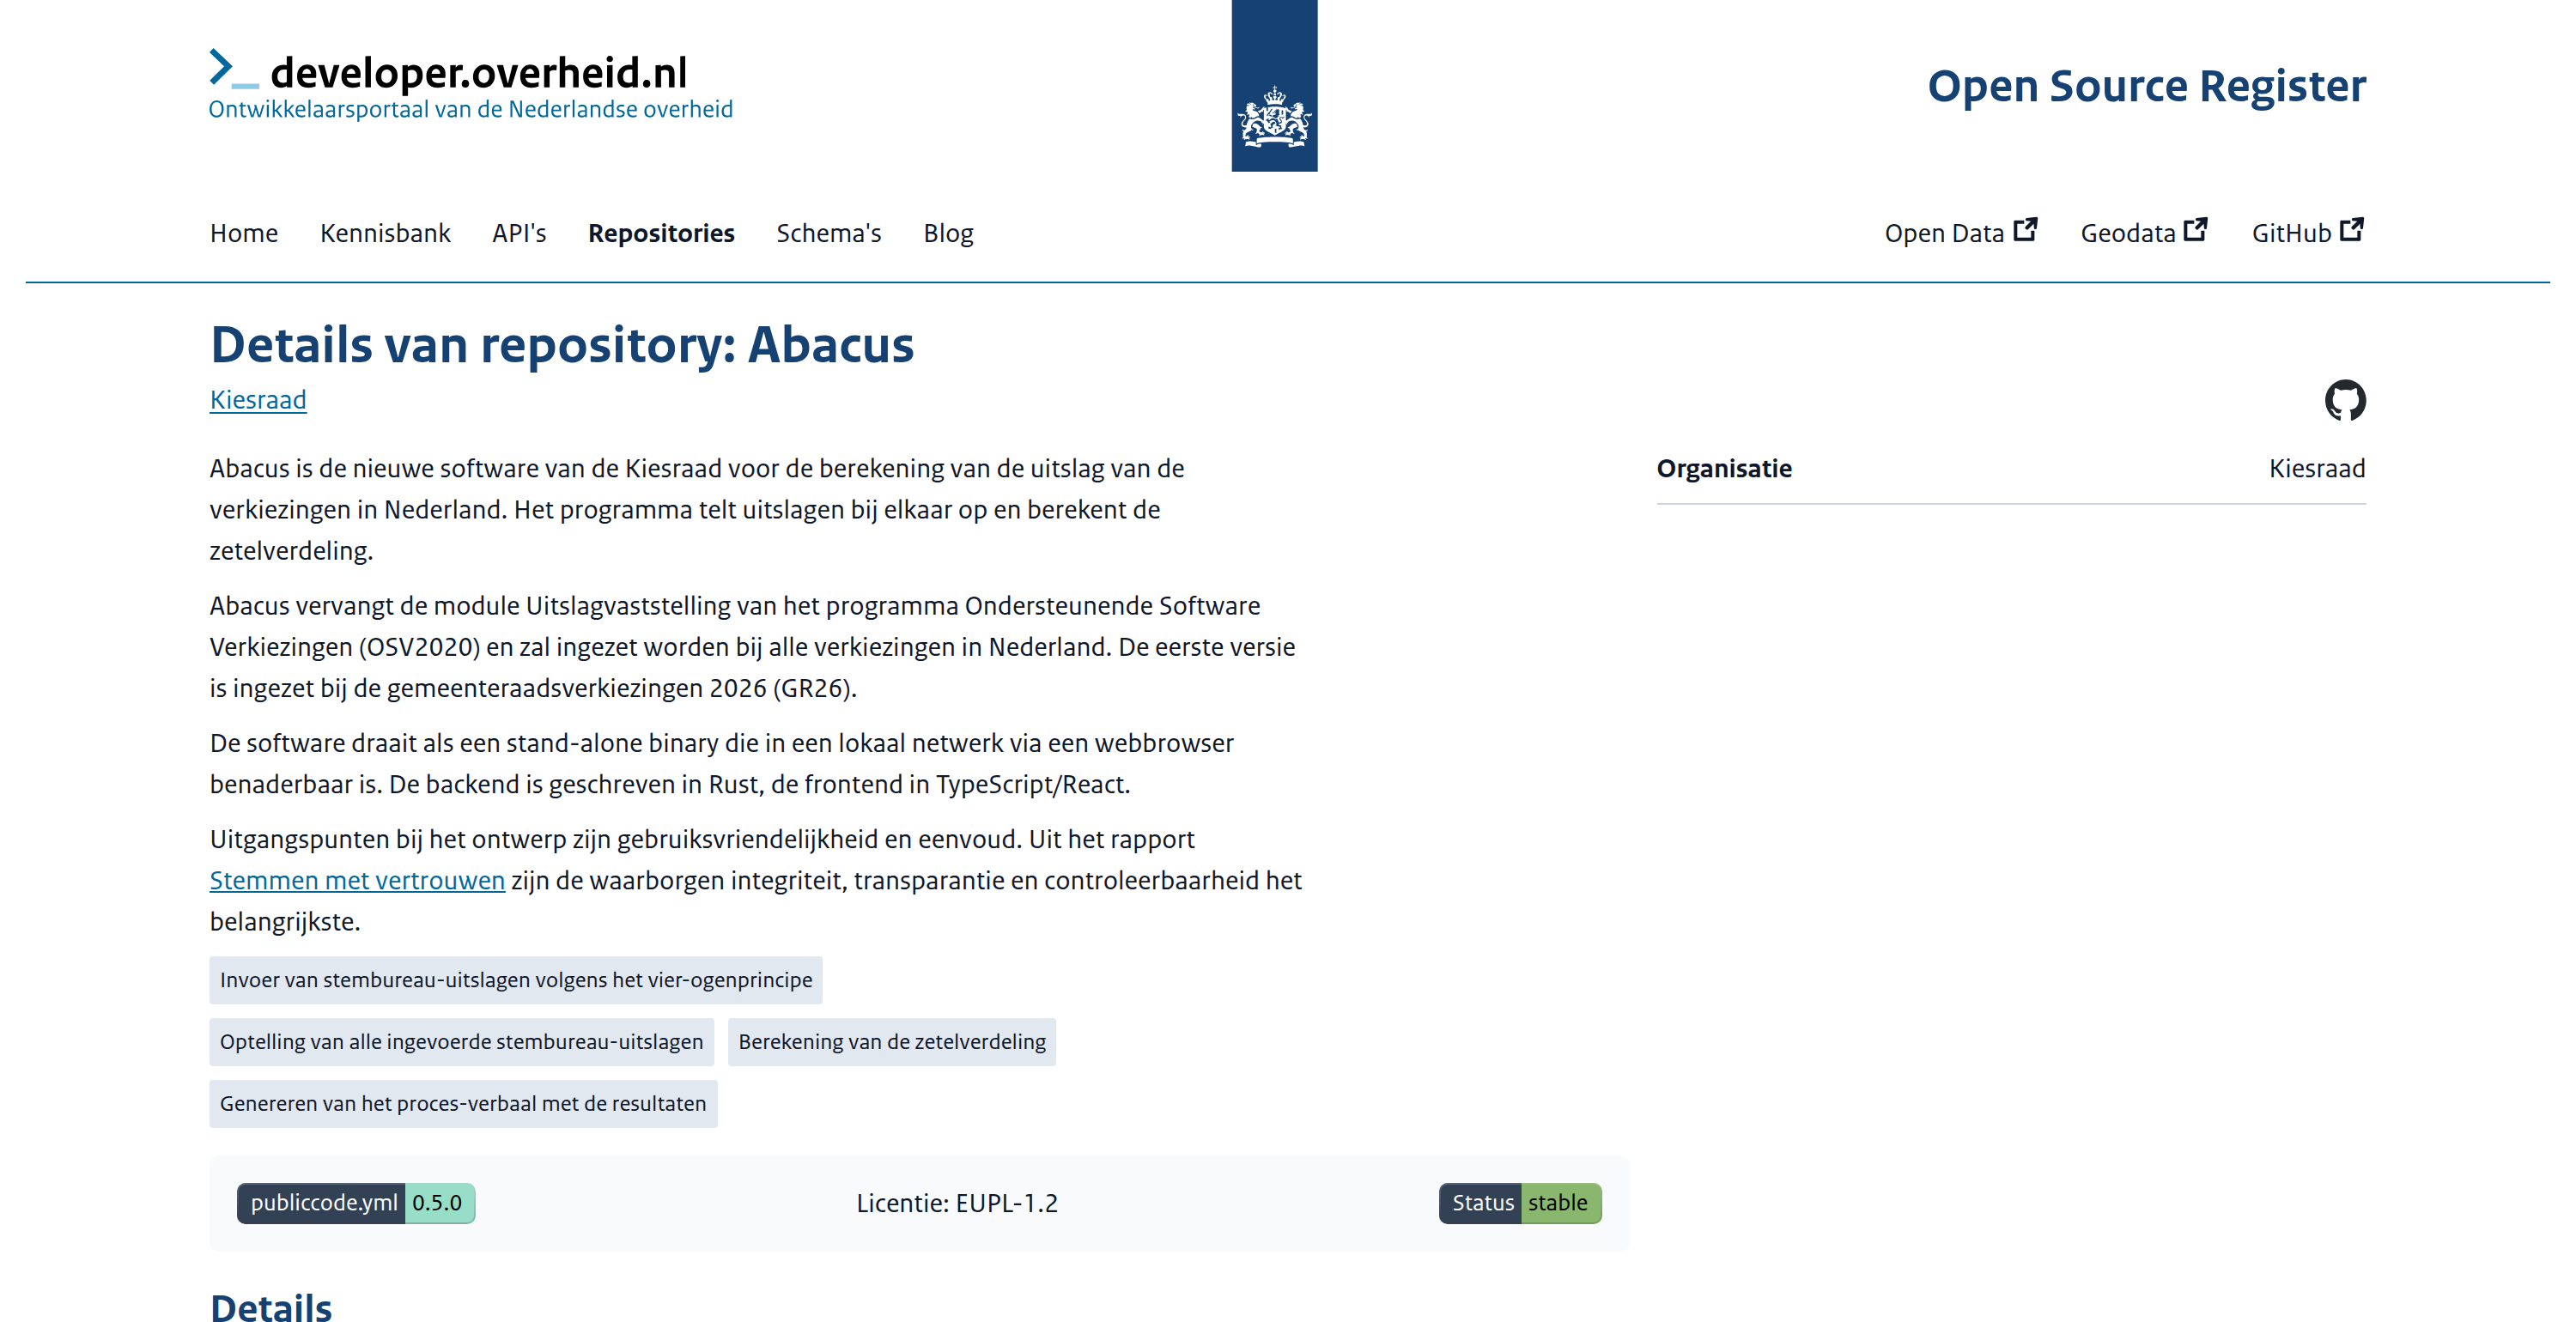 developer.overheid.nl
Ontwikkelaarsportaal van de Nederlandse overheid
Open Source Register
Home Kennisbank API's Repositories Schema's Blog Open Data Geodata GitHub
Details van repository: Abacus
Kiesraad
Abacus is de nieuwe software van de Kiesraad voor de berekening van de uitslag van de
verkiezingen in Nederland. Het programma telt uitslagen bij elkaar op en berekent de
zetelverdeling.
Abacus vervangt de module Uitslagvaststelling van het programma Ondersteunende Software
Verkiezingen (OSV2020) en zal ingezet worden bij alle verkiezingen in Nederland. De eerste versie
is ingezet bij de gemeenteraadsverkiezingen 2026 (GR26).
De software draait als een stand-alone binary die in een lokaal netwerk via een webbrowser
benaderbaar is. De backend is geschreven in Rust, de frontend in TypeScript/React.
Uitgangspunten bij het ontwerp zijn gebruiksvriendelijkheid en eenvoud. Uit het rapport
Stemmen met vertrouwen zijn de waarborgen integriteit, transparantie en controleerbaarheid het
belangrijkste.
Invoer van stembureau-uitslagen volgens het vier-ogenprincipe
Optelling van alle ingevoerde stembureau-uitslagen Berekening van de zetelverdeling
Genereren van het proces-verbaal met de resultaten
publiccode.yml 0.5.0 Licentie: EUPL-1.2 Status stable
Organisatie Kiesraad
Details